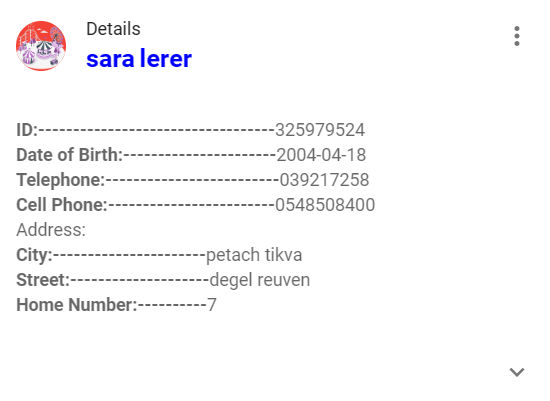 Details
sara lerer
ID:----------------------------------325979524
Date of Birth:----------------------2004-04-18
Telephone:-------------------------039217258
Cell Phone:------------------------0548508400
Address:
City:----------------------petach tikva
Street:--------------------degel reuven
Home Number:----------7